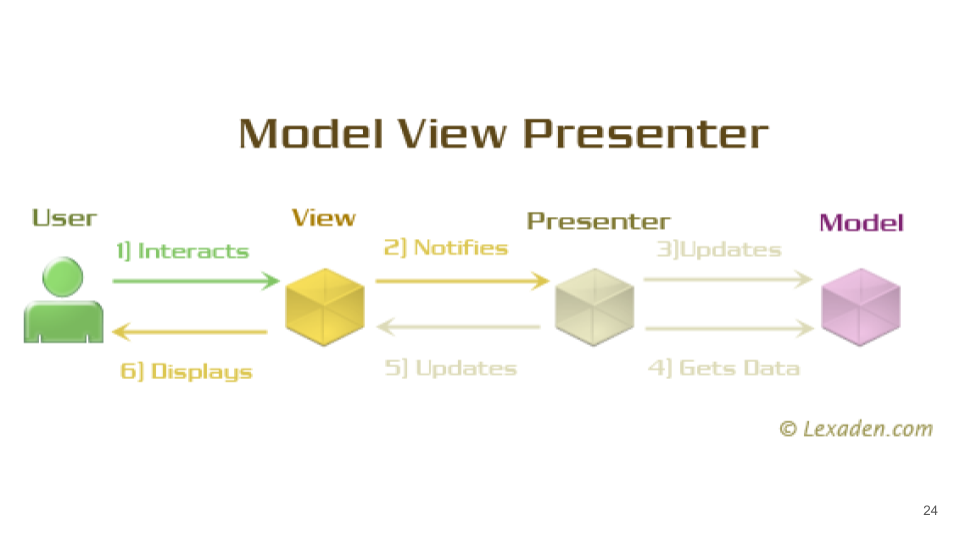 Model View Presenter
User
View
Presenter
Model
1] Interacts
2] Notifies
3]Updates
6] Displays
5] Updates
4] Gets Data
© Lexaden.com
24